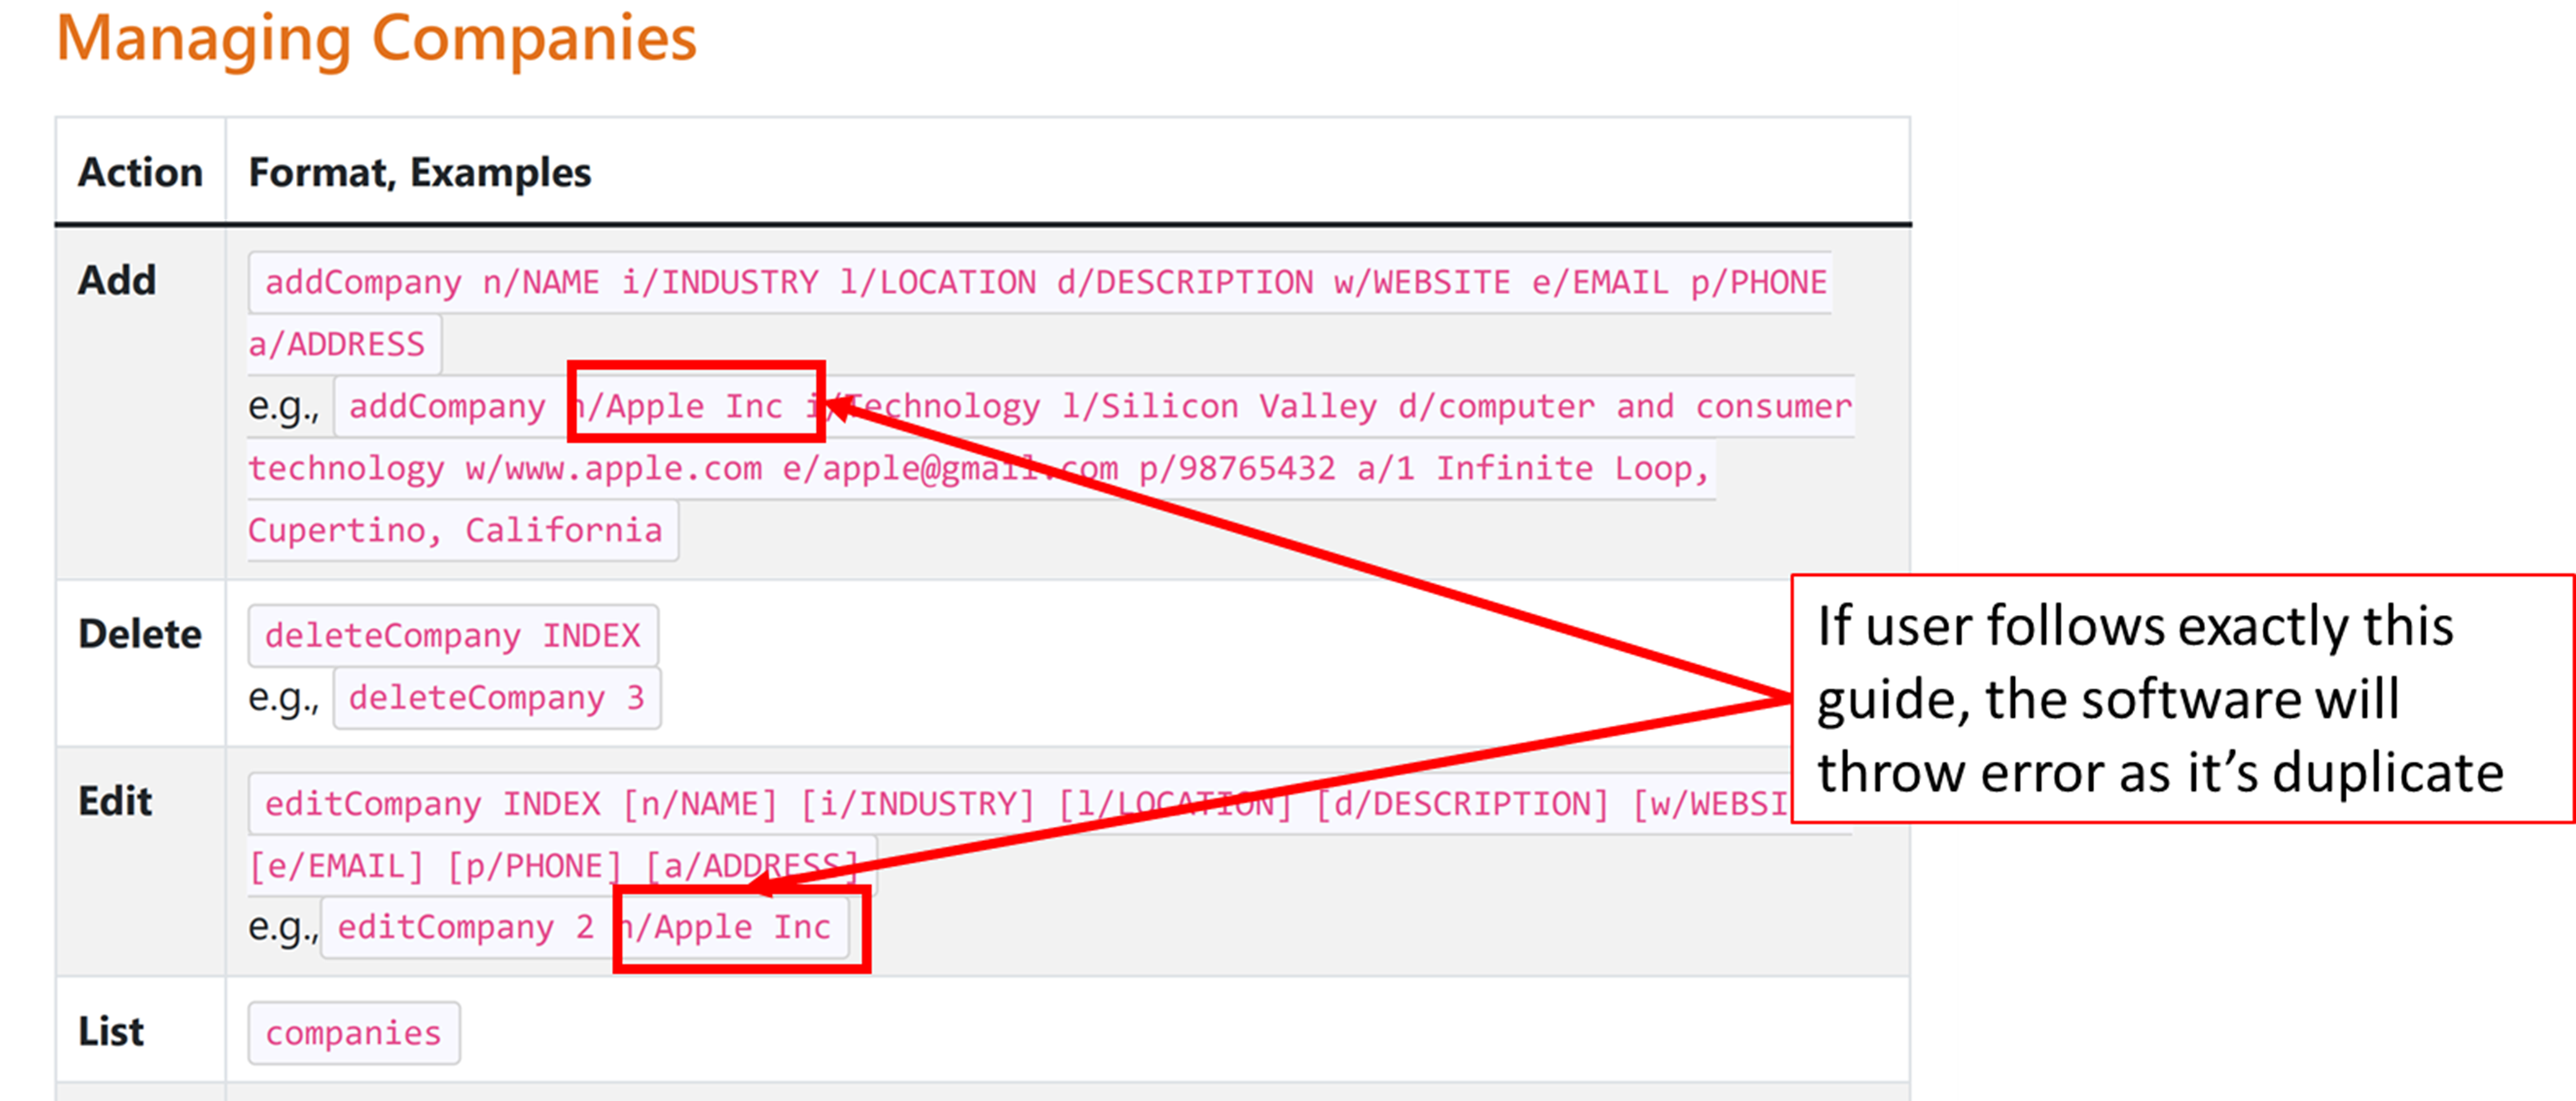 Managing Companies
Action Format, Examples
Add addCompany n/NAME i/INDUSTRY l/LOCATION d/DESCRIPTION w/WEBSITE e/EMAIL p/PHONE
a/ADDRESS
e.g., addCompany n/Apple Inc i/Technology l/Silicon Valley d/computer and consumer
technology w/www.apple.com e/apple@gmail.com p/98765432 a/1 Infinite Loop,
Cupertino, California
Delete deleteCompany INDEX
e.g., deleteCompany 3
Edit editCompany INDEX [n/NAME] [i/INDUSTRY] [l/LOCATION] [d/DESCRIPTION] [w/WEBSI
[e/EMAIL] [p/PHONE] [a/ADDRESS]
e.g., editCompany 2 n/Apple Inc
List companies
If user follows exactly this
guide, the software will
throw error as it’s duplicate